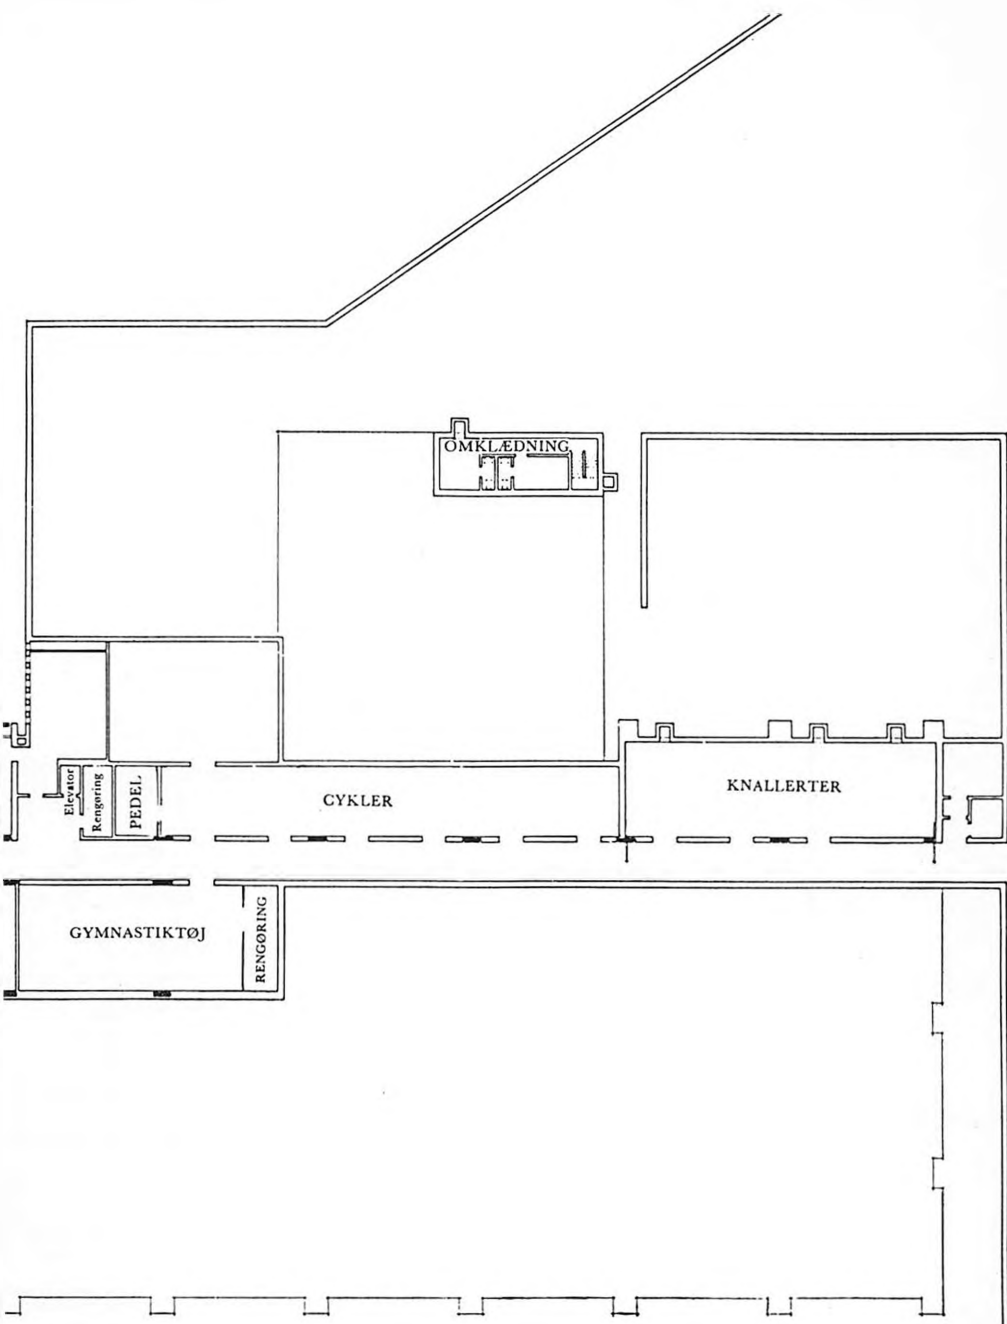 OMKLÆDNING
Elevator
Rengøring
PEDEL
CYKLER
KNALLERTER
GYMNASTIKTØJ
RENGØRING